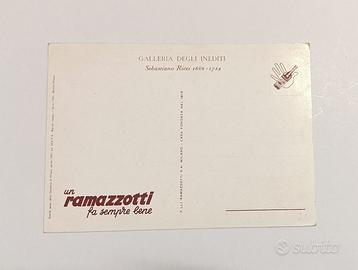 GALLERIA DEGLI INEDITI
Sebastiano Ricci 1662-1734
un
ramazzotti
fa sempre bene
F.LLI RAMAZZOTTI S.A. MILANO - CASA FONDATA NEL 1815
subito